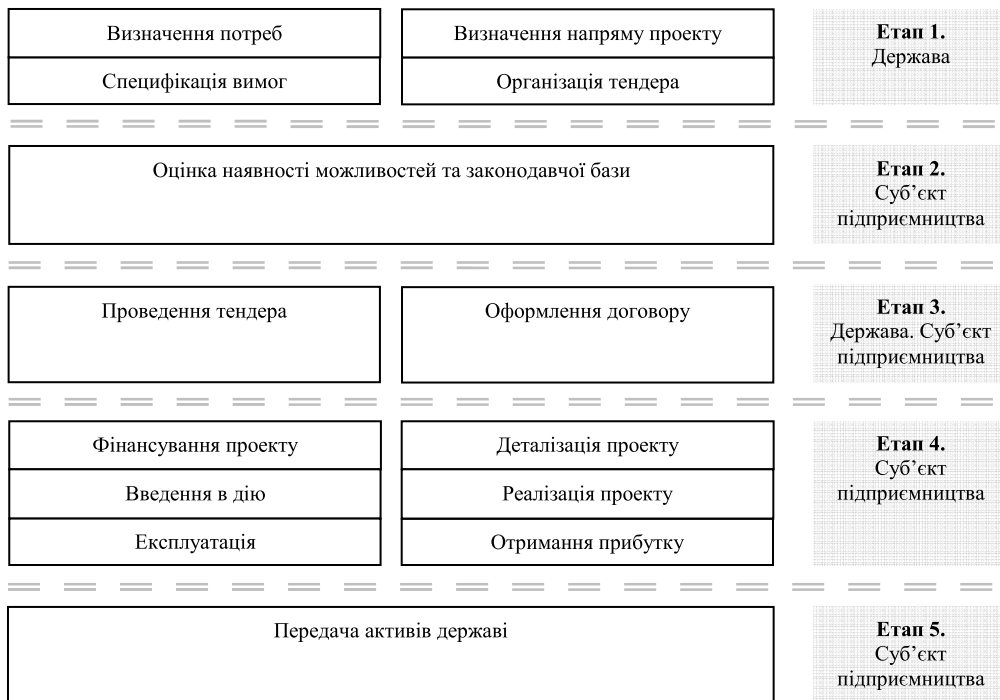 Визначення потреб
Визначення напряму проекту
Етап 1.
Держава
Специфікація вимог
Організація тендера
Оцінка наявності можливостей та законодавчої бази
Етап 2.
Суб’єкт
підприємництва
Проведення тендера
Оформлення договору
Етап 3.
Держава. Суб’єкт
підприємництва
Фінансування проекту
Деталізація проекту
Етап 4.
Суб’єкт
підприємництва
Введення в дію
Реалізація проекту
Експлуатація
Отримання прибутку
Передача активів державі
Етап 5.
Суб’єкт
підприємництва